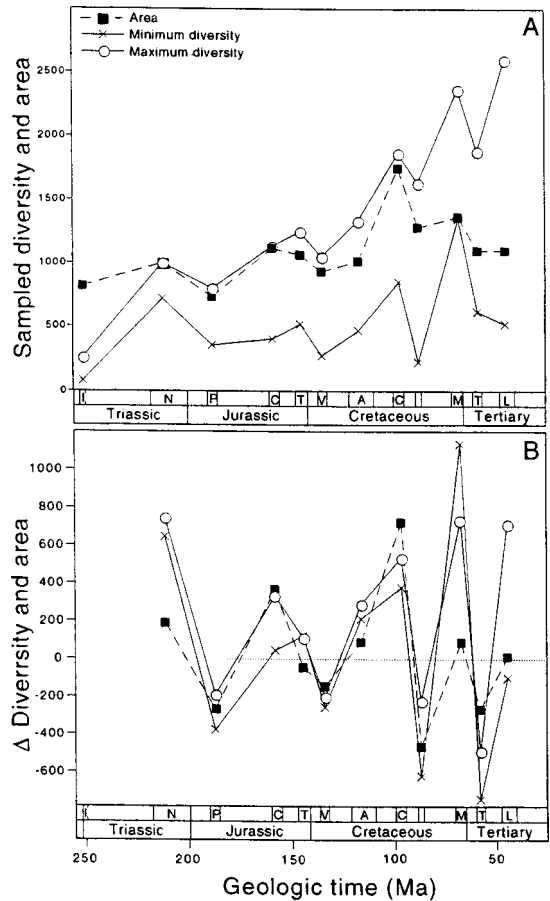 A
Area
Minimum diversity
Maximum diversity
Sampled diversity and area
2500
2000
1500
1000
500
0
I N P C T V A C I M T L
Triassic Jurassic Cretaceous Tertiary
B
Δ Diverrsity and area
1000
800
600
400
200
0
-200
-400
-600
I N P C T V A C I M T L
Triassic Jurassic Cretaceous Tertiary
250 200 150 100 50
Geologic time (Ma)